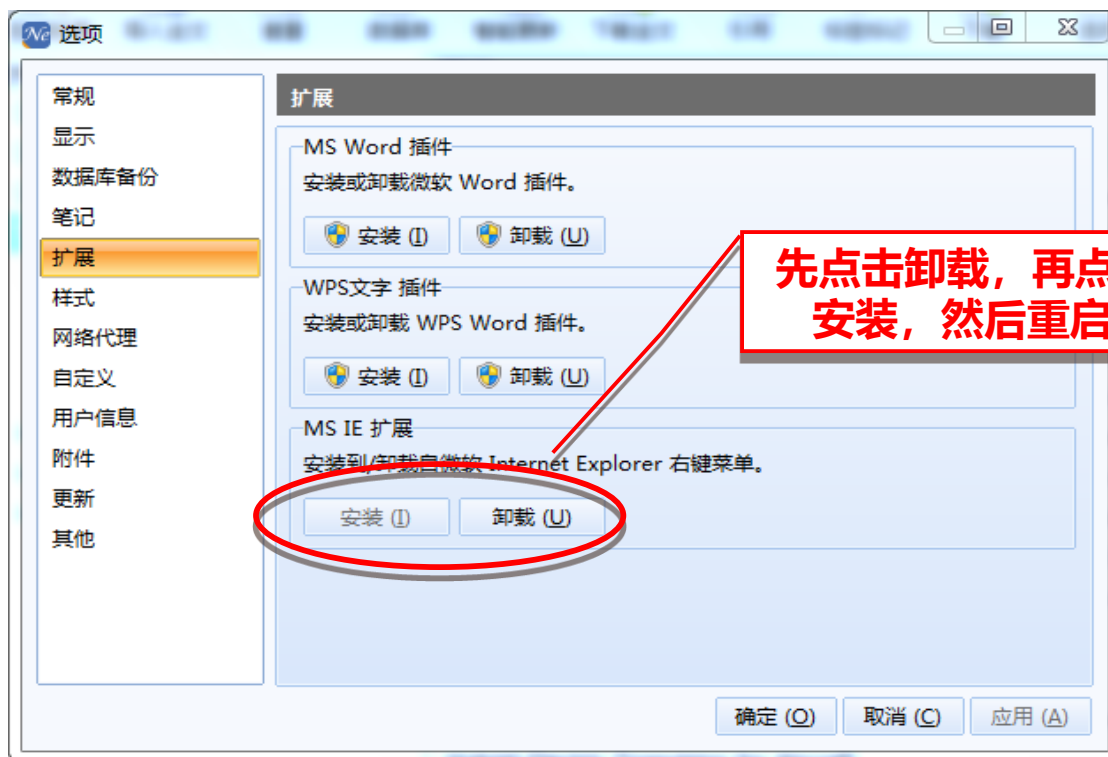 Ne 选项
常规
显示
数据库备份
笔记
扩展
样式
网络代理
自定义
用户信息
附件
更新
其他
扩展
MS Word 插件
安装或卸载微软 Word 插件。
安装 (I) 卸载 (U)
WPS文字 插件
安装或卸载 WPS Word 插件。
安装 (I) 卸载 (U)
MS IE 扩展
安装到/卸载自微软 Internet Explorer 右键菜单。
安装 (I) 卸载 (U)
先点击卸载，再点
安装，然后重启
确定 (O) 取消 (C) 应用 (A)